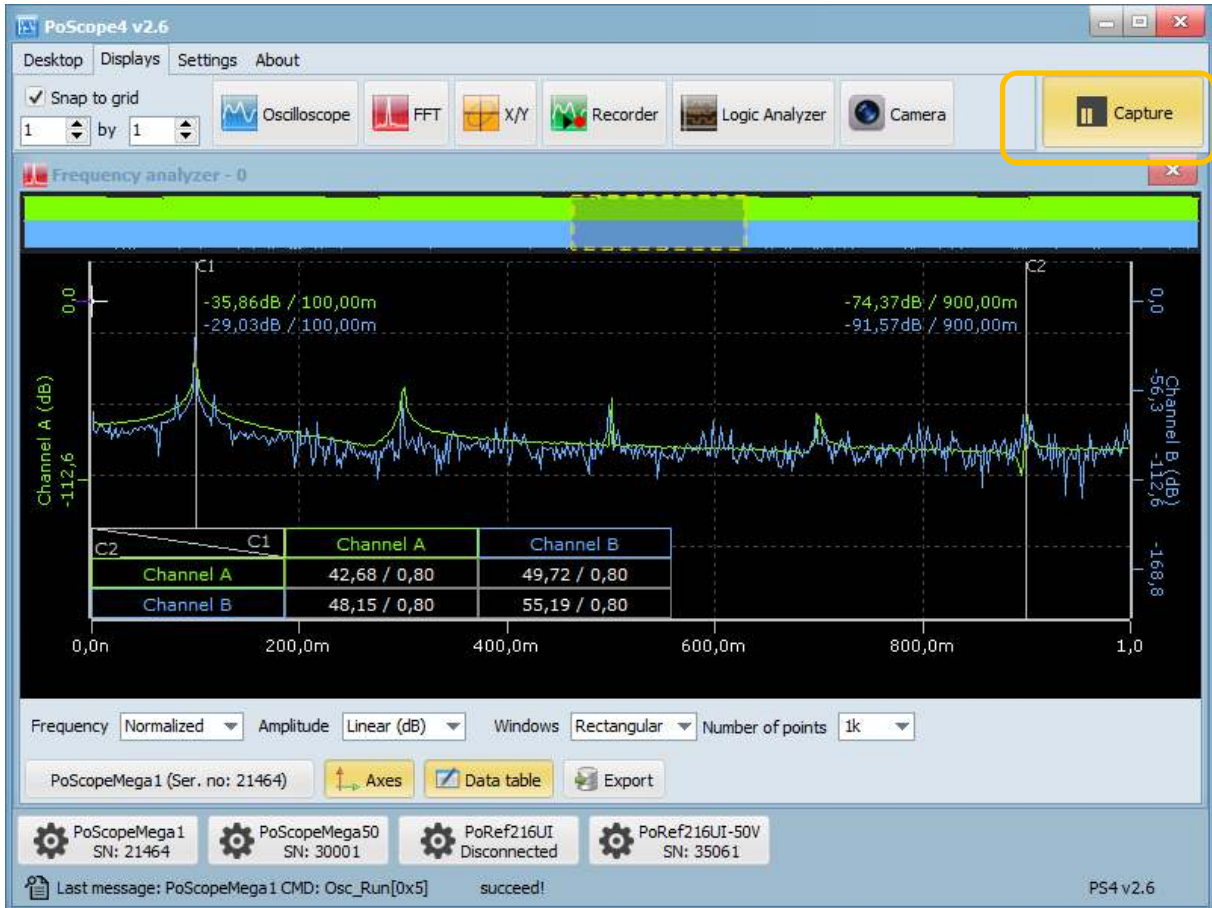 PoScope4 v2.6
Desktop Displays Settings About
Snap to grid
1 by 1
Oscilloscope FFT X/Y Recorder Logic Analyzer Camera Capture
Frequency analyzer - 0
C1 C2
-35,86dB / 100,00m -74,37dB / 900,00m
-29,03dB / 100,00m -91,57dB / 900,00m
Channel A (dB)
0,0
-112,6
Channel B (dB)
0,0
-56,3
-112,6
-168,8
C2 C1 Channel A Channel B
Channel A 42,68 / 0,80 49,72 / 0,80
Channel B 48,15 / 0,80 55,19 / 0,80
0,0n 200,0m 400,0m 600,0m 800,0m 1,0
Frequency Normalized Amplitude Linear (dB) Windows Rectangular Number of points 1k
PoScopeMega1 (Ser. no: 21464) Axes Data table Export
PoScopeMega1 PoScopeMega50 PoRef216UI PoRef216UI-50V
SN: 21464 SN: 30001 Disconnected SN: 35061
Last message: PoScopeMega1 CMD: Osc_Run[0x5] succeed! PS4 v2.6